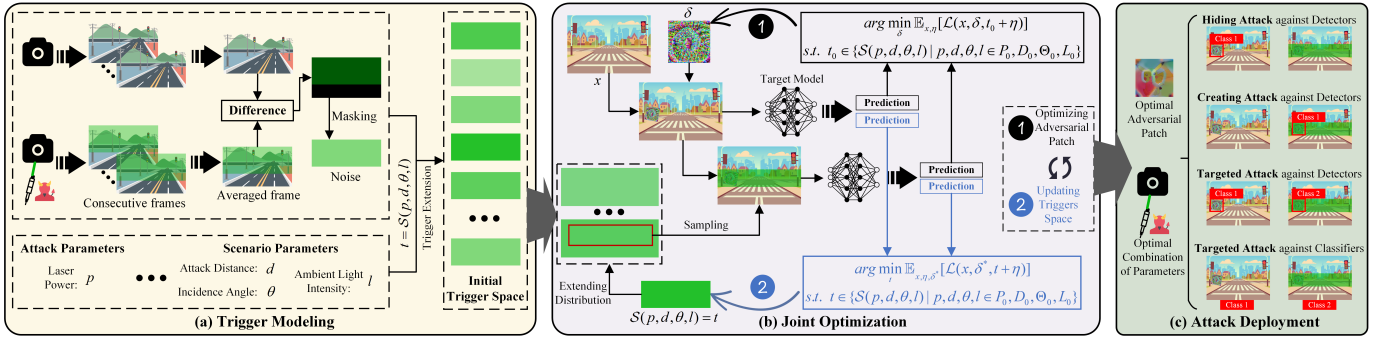 Difference
Masking
Noise
Consecutive frames
Averaged frame
Attack Parameters
Laser
Power: p
Scenario Parameters
Attack Distance: d
Incidence Angle: θ
Ambient Light
Intensity: l
t = S(p,d,θ,l)
Trigger Extension
Initial
Trigger Space
(a) Trigger Modeling
x
δ
1
arg min E_{x,η}[L(x,δ,t_0+η)]
δ
s.t. t_0∈{S(p,d,θ,l)|p,d,θ,l∈P_0,D_0,Θ_0,L_0}
Target Model
Prediction
Prediction
Prediction
Prediction
Sampling
Extending
Distribution
S(p,d,θ,l)=t
2
arg min E_{x,η,δ*}[L(x,δ*,t+η)]
t
s.t. t∈{S(p,d,θ,l)|p,d,θ,l∈P_0,D_0,Θ_0,L_0}
1
Optimizing
Adversarial
Patch
2
Updating
Triggers
Space
(b) Joint Optimization
Optimal
Adversarial
Patch
Optimal
Combination
of Parameters
Hiding Attack against Detectors
Class 1
Creating Attack against Detectors
Class 1
Targeted Attack against Detectors
Class 1
Class 2
Targeted Attack against Classifiers
Class 1
Class 2
(c) Attack Deployment